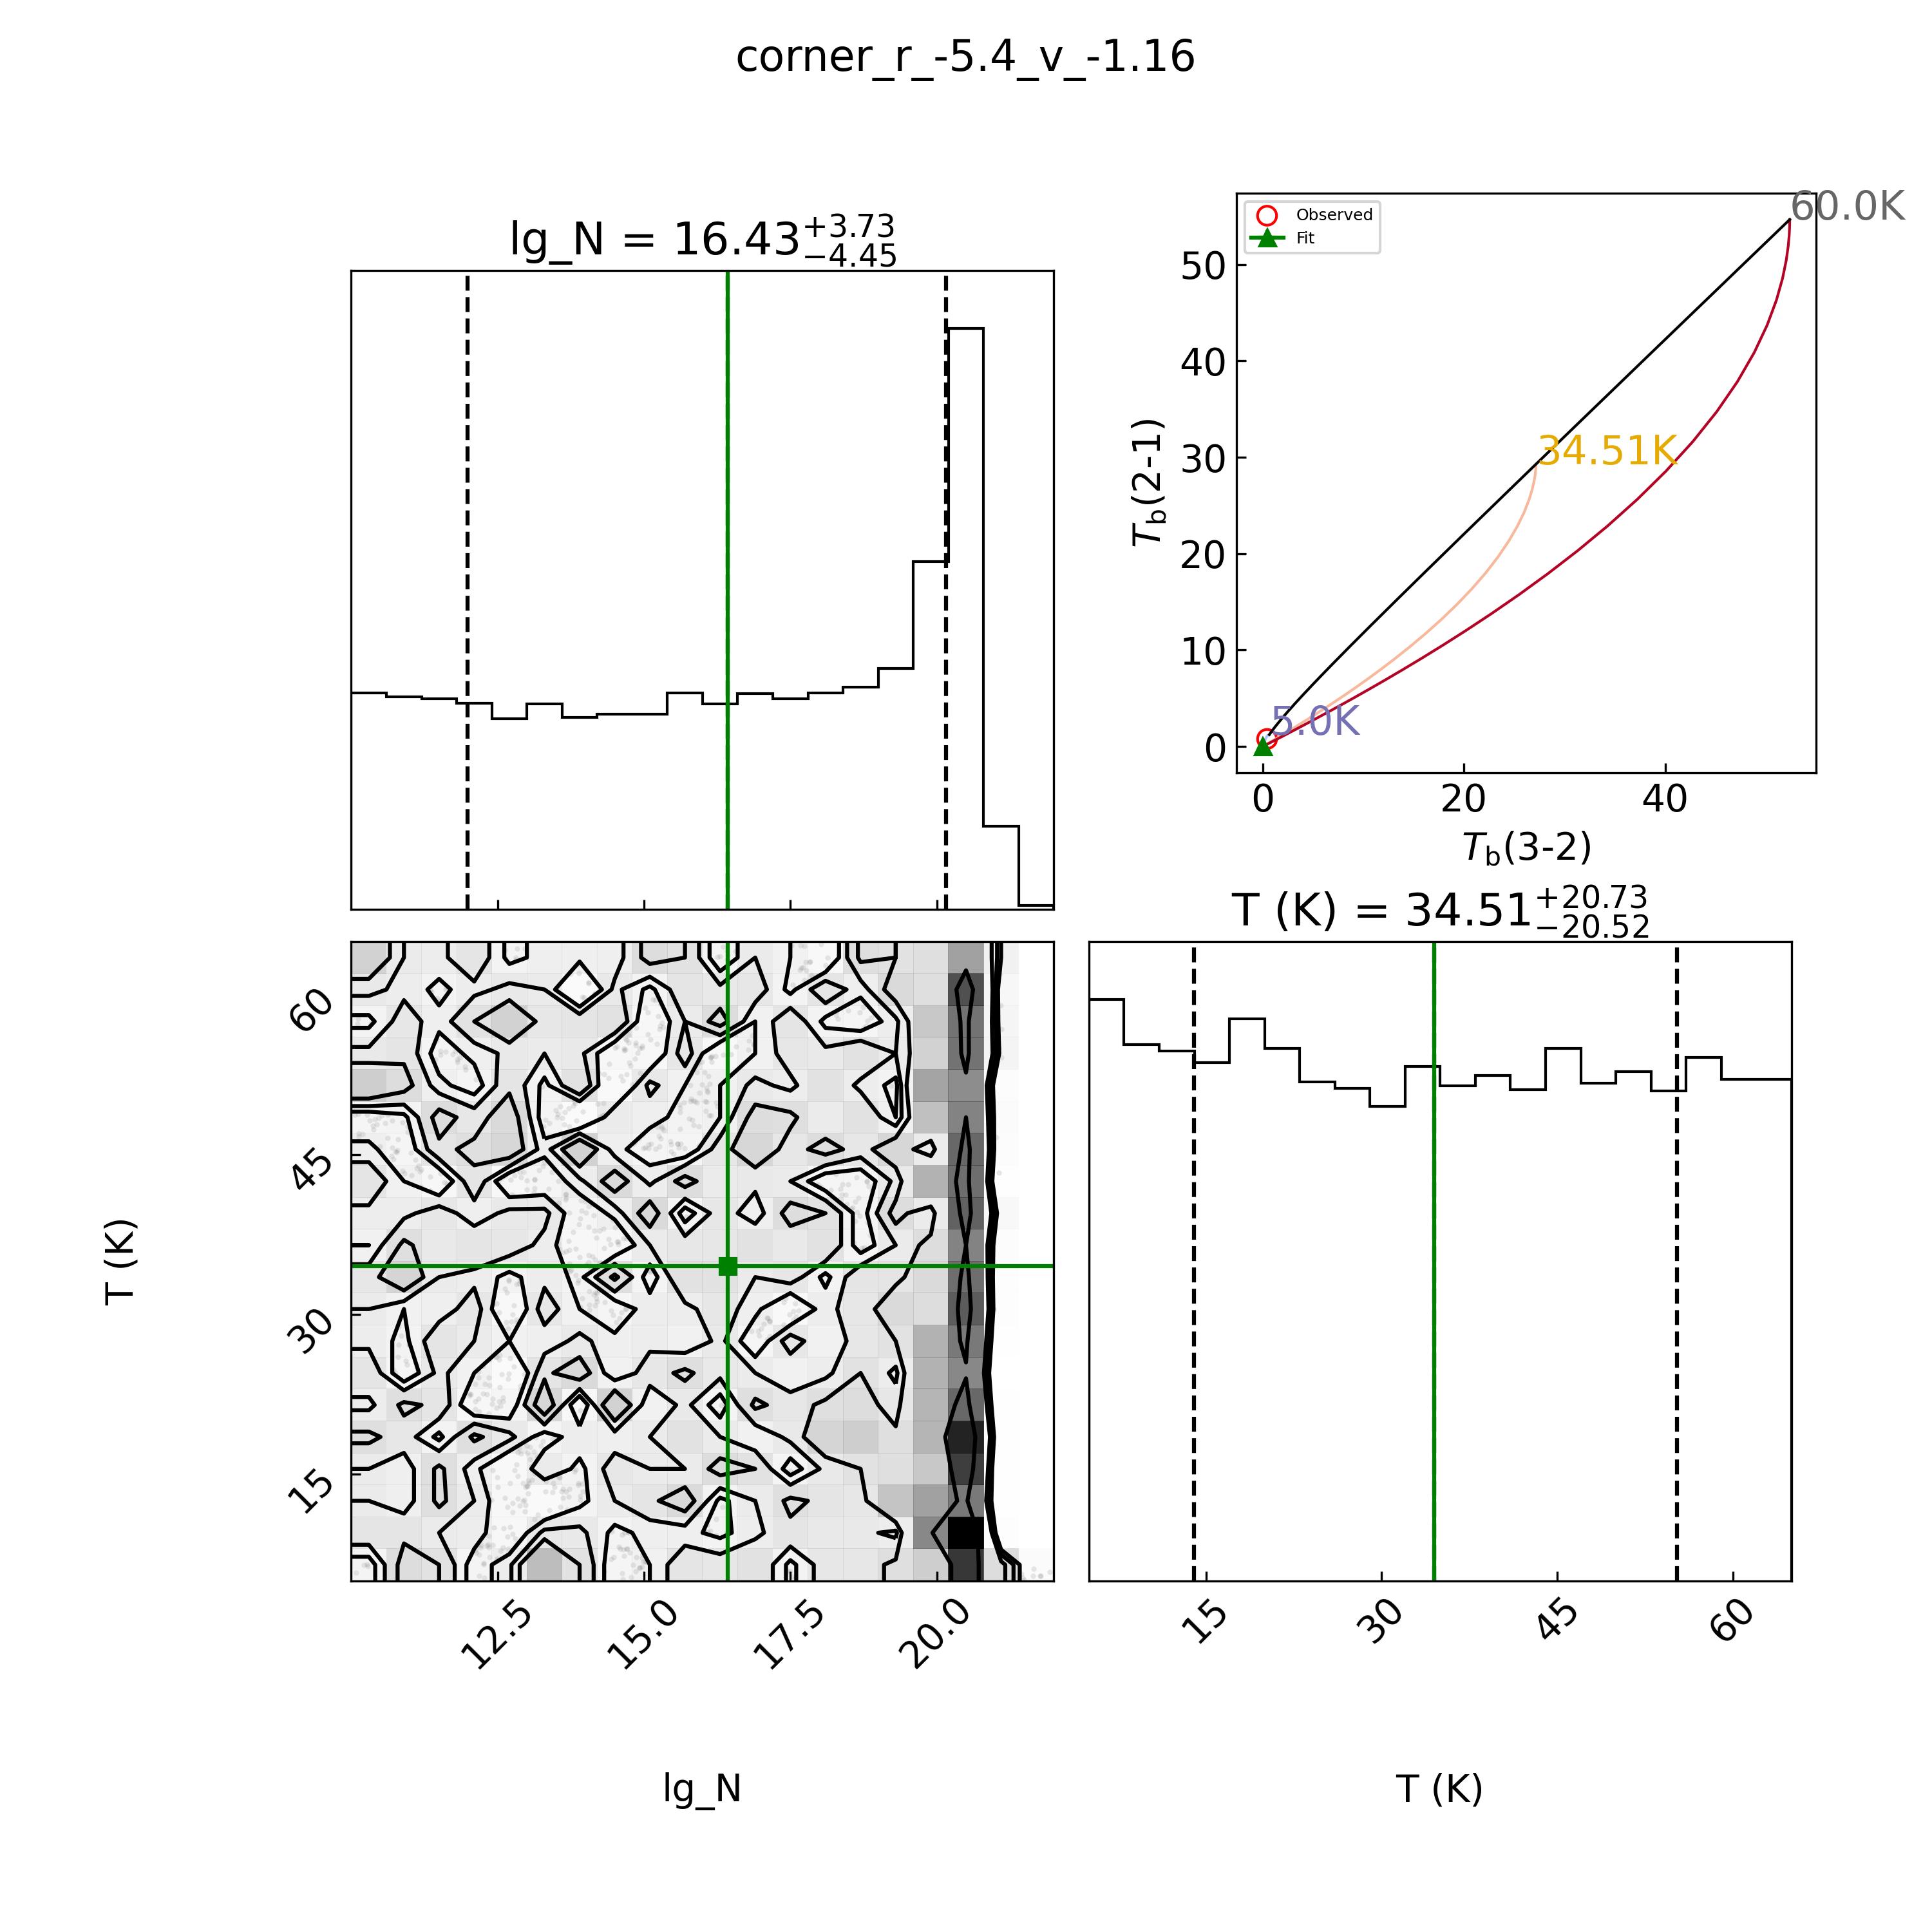 corner_r_-5.4_v_-1.16
lg_N = 16.43+3.73−4.45
60.0K
Observed
Fit
50
40
30
20
10
0
Tb(2-1)
34.51K
5.0K
0 20 40
Tb(3-2)
T (K) = 34.51+20.73−20.52
60
45
30
15
T (K)
12.5 15.0 17.5 20.0
15 30 45 60
lg_N
T (K)